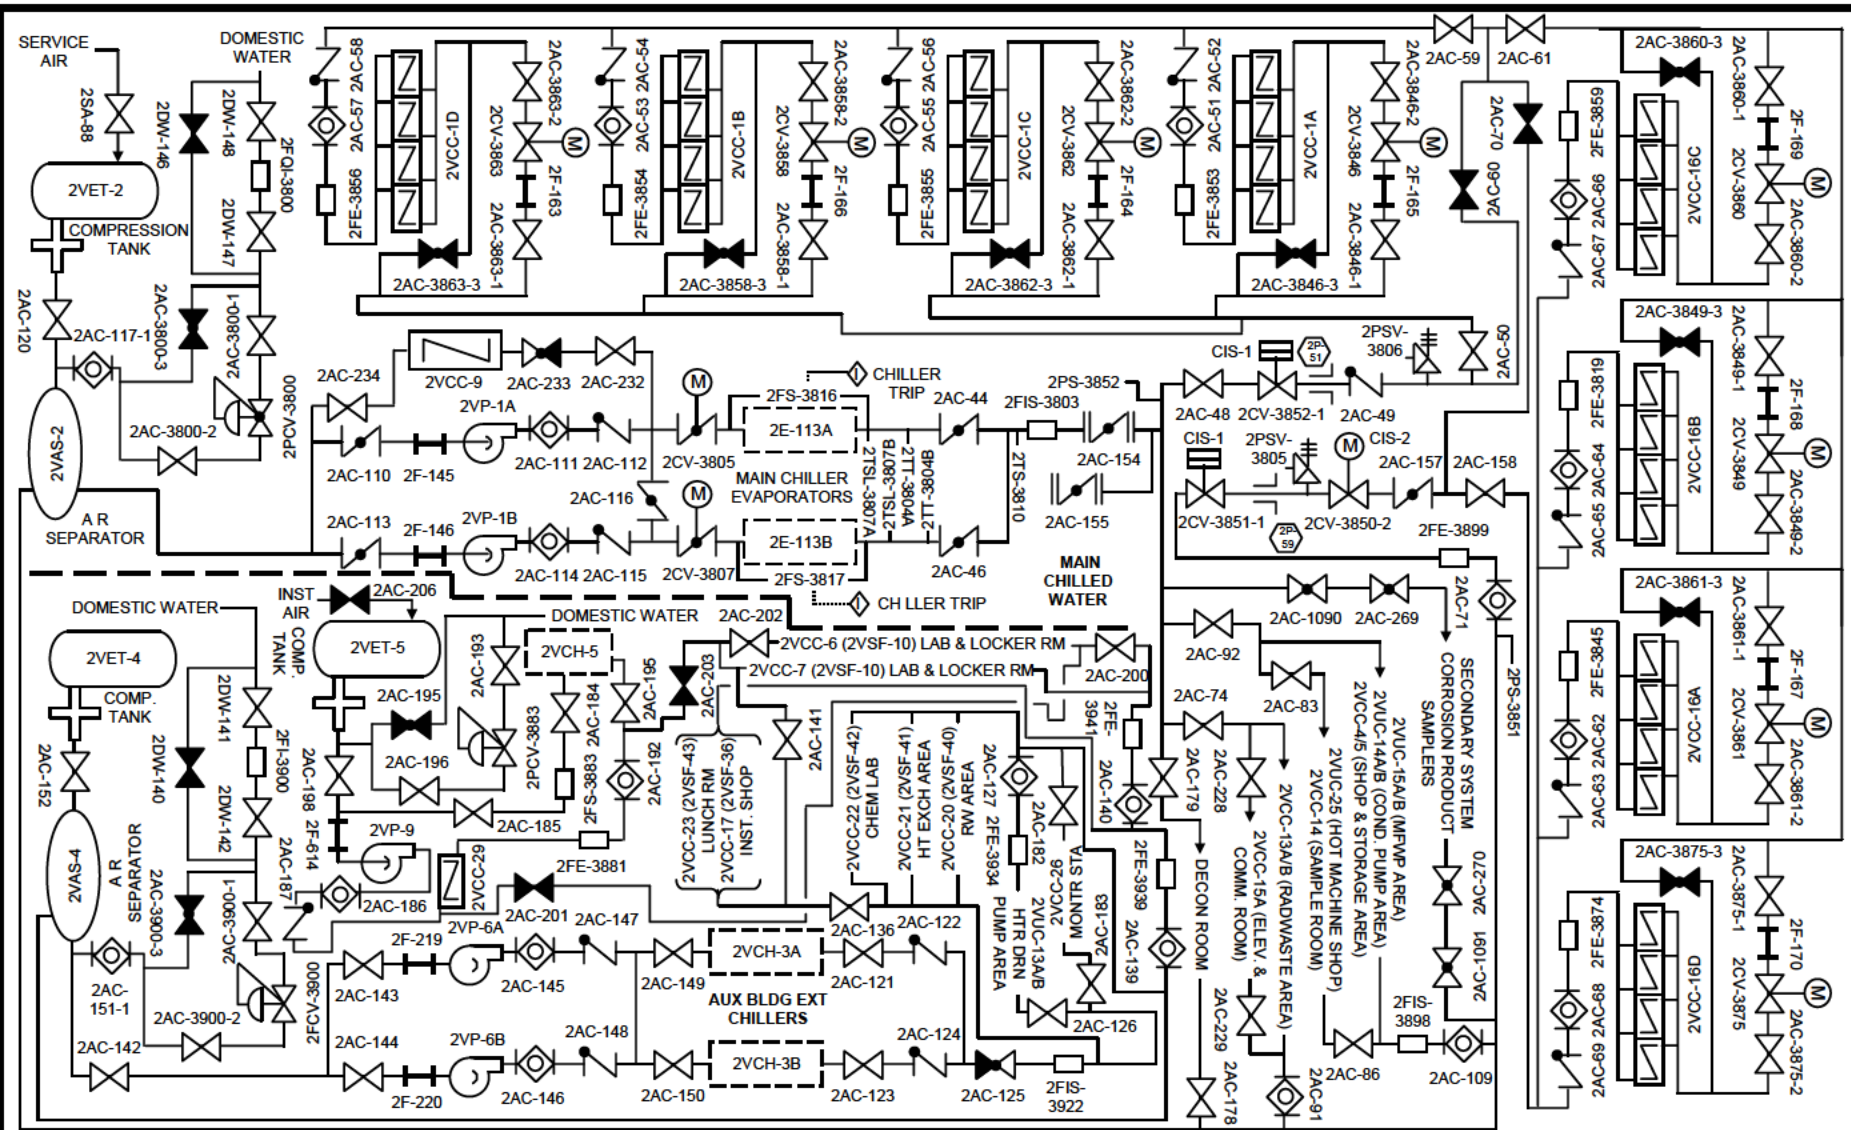 SERVICE
AIR
DOMESTIC
WATER
2SA-88
2DW-146
2DW-148
2FQI-3800
2DW-147
2VET-2
COMPRESSION
TANK
2AC-120
2AC-117-1
2AC-3800-3
2AC-3800-1
2PCV-3800
2AC-3800-2
2VAS-2
A R
SEPARATOR
2AC-58
2AC-57
2FE-3856
2VCC-1D
2AC-3863-2
2CV-3863
M
2F-163
2AC-3863-1
2AC-3863-3
2AC-54
2AC-53
2FE-3854
2VCC-1B
2AC-3858-2
2CV-3858
M
2F-166
2AC-3858-1
2AC-3858-3
2AC-56
2AC-55
2FE-3855
2VCC-1C
2AC-3862-2
2CV-3862
M
2F-164
2AC-3862-1
2AC-3862-3
2AC-52
2AC-51
2FE-3853
2VCC-1A
2AC-3846-2
2CV-3846
M
2F-165
2AC-3846-1
2AC-3846-3
2AC-59
2AC-61
2AC-70
2AC-60
2AC-50
2AC-3860-3
2AC-3860-1
2FE-3859
2F-169
2AC-66
2VCC-16C
2CV-3860
M
2AC-67
2AC-3860-2
2AC-3849-3
2AC-3849-1
2FE-3819
2F-168
2AC-64
2VCC-16B
2CV-3849
M
2AC-65
2AC-3849-2
2AC-3861-3
2AC-3861-1
2FE-3845
2F-167
2AC-62
2VCC-16A
2CV-3861
M
2AC-63
2AC-3861-2
2AC-3875-3
2AC-3875-1
2FE-3874
2F-170
2AC-68
2VCC-16D
2CV-3875
M
2AC-69
2AC-3875-2
2AC-234
2VCC-9
2AC-233
2AC-232
2VP-1A
2AC-110
2F-145
2AC-111
2AC-112
M
2CV-3805
2FS-3816
2E-113A
CHILLER
TRIP
MAIN CHILLER
EVAPORATORS
2AC-116
2AC-113
2F-146
2VP-1B
2AC-114
2AC-115
M
2CV-3807
2E-113B
2FS-3817
CH LLER TRIP
2TSL-3807A
2TSL-3807B
2TT-3804A
2TT-3804B
2AC-44
2AC-46
2TS-3810
2FIS-3803
2PS-3852
2AC-154
2AC-155
MAIN
CHILLED
WATER
CIS-1
2P-
51
2PSV-
3806
2AC-48
2CV-3852-1
2AC-49
CIS-1
2PSV-
3805
M
CIS-2
2AC-157
2AC-158
2CV-3851-1
2P-
59
2CV-3850-2
2FE-3899
2AC-1090
2AC-269
2AC-71
2PS-3851
2AC-92
2AC-83
2AC-74
2AC-179
2AC-228
SECONDARY SYSTEM
CORROSION PRODUCT
SAMPLERS
2VUC-15A/B (MFWP AREA)
2VUC-14A/B (COND. PUMP AREA)
2VCC-4/5 (SHOP & STORAGE AREA)
2VUC-25 (HOT MACHINE SHOP)
2VCC-14 (SAMPLE ROOM)
2VCC-13A/B (RADWASTE AREA)
2VCC-15A (ELEV. &
COMM. ROOM)
DECON ROOM
2AC-270
2AC-1091
2AC-229
2AC-178
2AC-91
2AC-86
2FIS-
3898
2AC-109
DOMESTIC WATER
INST
AIR
2AC-206
COMP.
TANK
2VET-5
2VET-4
COMP.
TANK
DOMESTIC WATER
2AC-193
2VCH-5
2AC-195
2AC-195
2AC-203
2AC-202
2VCC-6 (2VSF-10) LAB & LOCKER RM
2VCC-7 (2VSF-10) LAB & LOCKER RM
2AC-200
2DW-141
2DW-140
2FI-3900
2DW-142
2AC-152
2VAS-4
A R
SEPARATOR
2AC-3900-3
2AC-3900-1
2FCV-3900
2AC-3900-2
2AC-
151-1
2AC-142
2AC-198
2F-614
2AC-196
2PCV-3883
2AC-184
2FS-3883
2AC-192
2AC-185
2VP-9
2AC-187
2AC-186
2VCC-29
2FE-3881
2AC-201
2AC-141
2VCC-23 (2VSF-43)
LUNCH RM
2VCC-17 (2VSF-36)
INST. SHOP
2VCC-22 (2VSF-42)
CHEM LAB
2VCC-21 (2VSF-41)
HT EXCH AREA
2VCC-20 (2VSF-40)
RW AREA
2AC-127
2FE-3934
2AC-182
2VUC-13A/B
HTR DRN
PUMP AREA
2VCC-26
MONTR STA
2AC-183
2FE-
3941
2AC-140
2FE-3939
2AC-139
2AC-143
2F-219
2VP-6A
2AC-145
2AC-147
2AC-149
2VCH-3A
2AC-136
2AC-121
2AC-122
AUX BLDG EXT
CHILLERS
2AC-144
2F-220
2VP-6B
2AC-146
2AC-148
2AC-150
2VCH-3B
2AC-123
2AC-124
2AC-125
2AC-126
2FIS-
3922